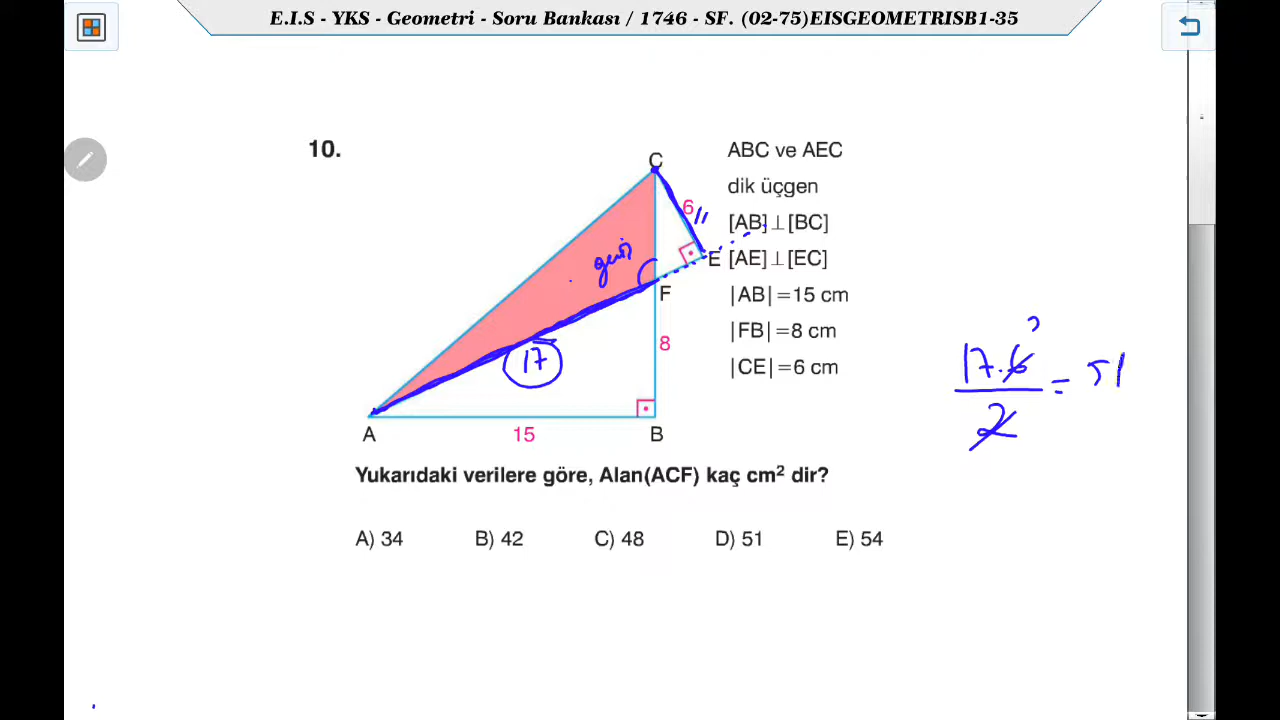 E.I.S - YKS - Geometri - Soru Bankası / 1746 - SF. (02-75)EISGEOMETRISB1-35
10.
C
6
E
F
8
17
geniş
A
15
B
ABC ve AEC
dik üçgen
[AB]⊥[BC]
[AE]⊥[EC]
|AB|=15 cm
|FB|=8 cm
|CE|=6 cm
3
17.6
2
= 51
Yukarıdaki verilere göre, Alan(ACF) kaç cm² dir?
A) 34 B) 42 C) 48 D) 51 E) 54